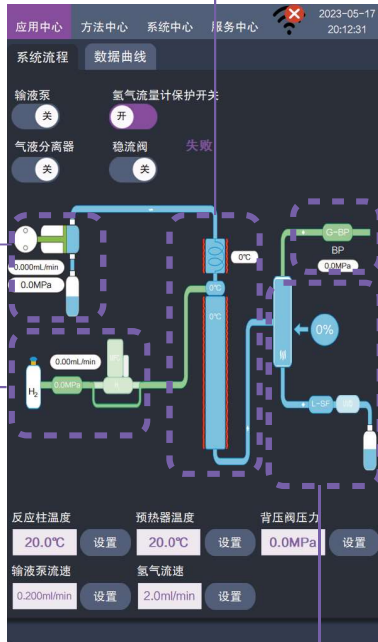 应用中心 方法中心 系统中心 服务中心 2023-05-17
20:12:31
系统流程 数据曲线
输液泵 氢气流量计保护开关
关 开
气液分离器 稳流阀 失败
关 关
G-BP
BP
0.0MPa
0.000mL/min
0.0MPa
0℃
0℃
0℃
0%
0.00mL/min
0.0MPa
H₂
L-SF
反应柱温度 预热器温度 背压阀压力
20.0℃ 设置 20.0℃ 设置 0.0MPa 设置
输液泵流速 氢气流速
0.200ml/min 设置 2.0ml/min 设置